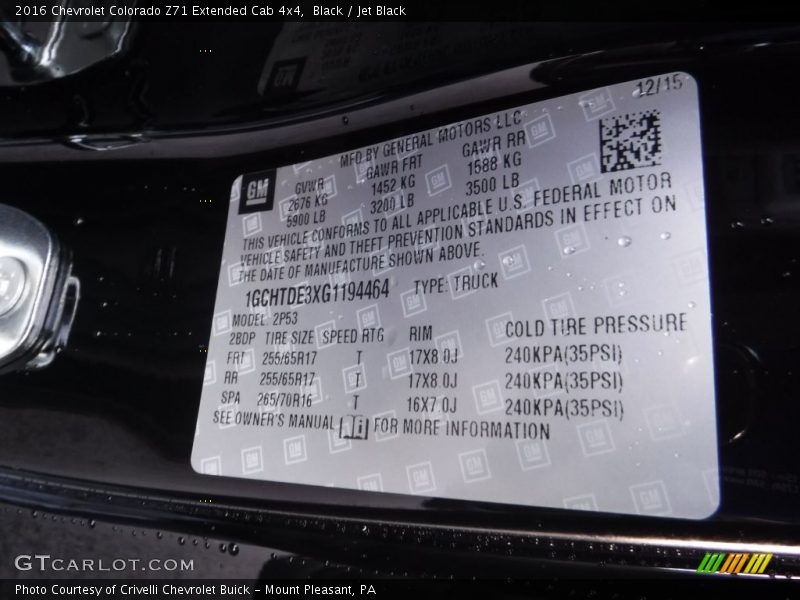 2016 Chevrolet Colorado Z71 Extended Cab 4x4,  Black / Jet Black
12/15
MFD BY GENERAL MOTORS LLC
GM
GVWR GAWR FRT GAWR RR
2676 KG 1452 KG 1588 KG
5900 LB 3200 LB 3500 LB
THIS VEHICLE CONFORMS TO ALL APPLICABLE U.S. FEDERAL MOTOR
VEHICLE SAFETY AND THEFT PREVENTION STANDARDS IN EFFECT ON
THE DATE OF MANUFACTURE SHOWN ABOVE.
1GCHTDE3XG1194464 TYPE: TRUCK
MODEL: 2P53
2BDP TIRE SIZE SPEED RTG RIM COLD TIRE PRESSURE
FRT 255/65R17 T 17X8.0J 240KPA(35PSI)
RR 255/65R17 T 17X8.0J 240KPA(35PSI)
SPA 265/70R16 T 16X7.0J 240KPA(35PSI)
SEE OWNER'S MANUAL FOR MORE INFORMATION
GTCARLOT.COM
Photo Courtesy of Crivelli Chevrolet Buick – Mount Pleasant, PA